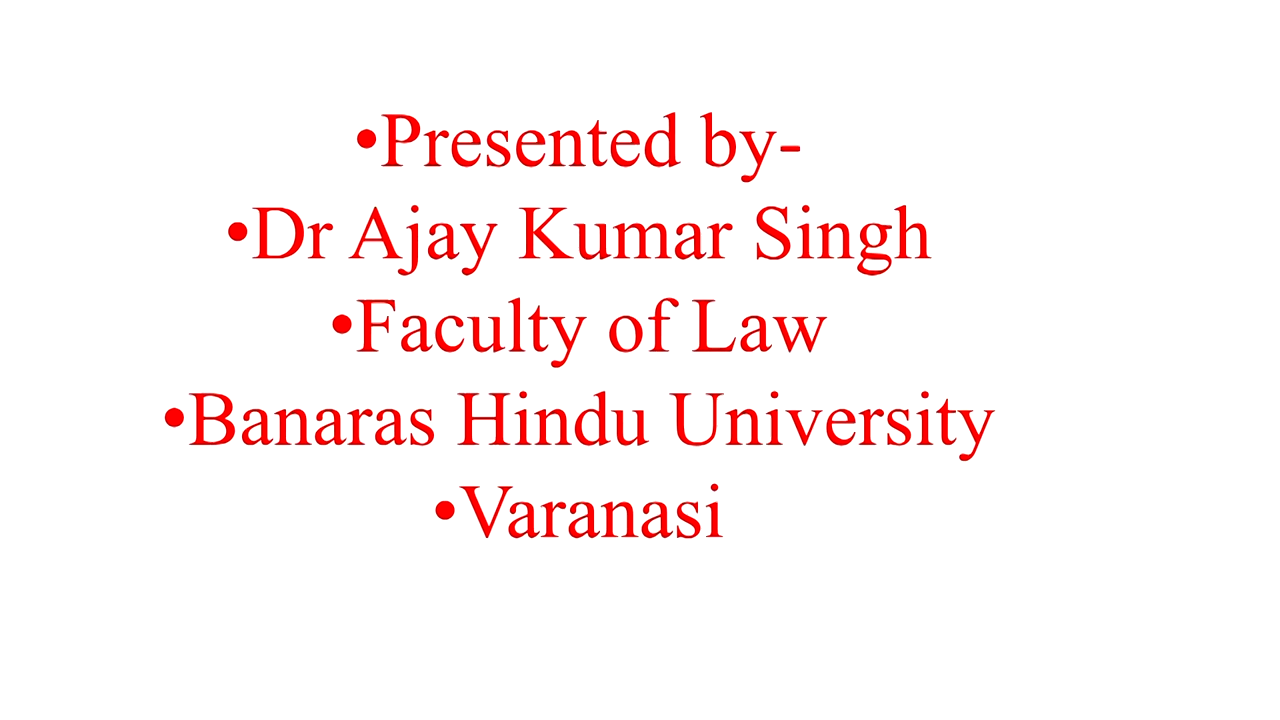 •Presented by-
•Dr Ajay Kumar Singh
•Faculty of Law
•Banaras Hindu University
•Varanasi